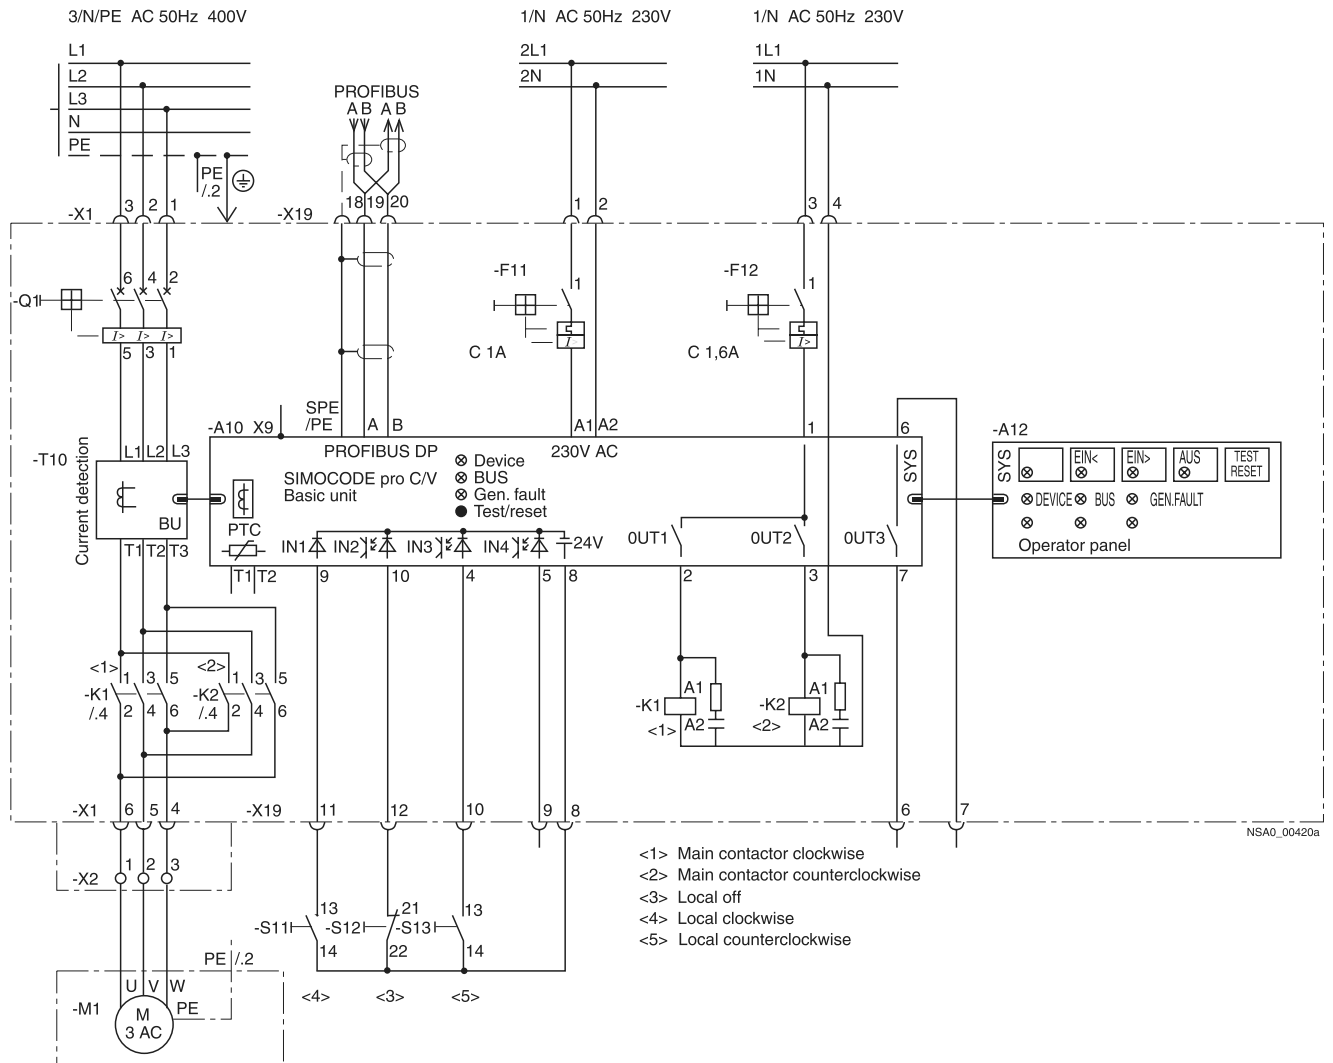 3/N/PE AC 50Hz 400V
1/N AC 50Hz 230V
1/N AC 50Hz 230V
L1
L2
L3
N
PE
2L1
2N
1L1
1N
PROFIBUS
A B A B
PE
/.2
-X1
3 2 1
-X19
18 19 20
1 2
3 4
-Q1
6 4 2
I> I> I>
5 3 1
-F11
1
I>
C 1A
-F12
1
I>
C 1,6A
SPE
/PE
A B
A1 A2
1
6
-A10 X9
PROFIBUS DP
230V AC
SIMOCODE pro C/V
Basic unit
Device
BUS
Gen. fault
Test/reset
SYS
-T10
L1 L2 L3
Current detection
BU
T1 T2 T3
PTC
T1 T2
IN1 IN2 IN3 IN4 24V
0UT1 0UT2 0UT3
9 10 4 5 8
2 3 7
-A12
SYS
EIN< EIN> AUS TEST
RESET
DEVICE BUS GEN.FAULT
Operator panel
<1>
-K1
/.4
1 3 5
2 4 6
<2>
-K2
/.4
1 3 5
2 4 6
-K1
<1>
A1
A2
-K2
<2>
A1
A2
-X1
6 5 4
-X19
11 12 10 9 8
6 7
NSA0_00420a
-X2
1 2 3
<1> Main contactor clockwise
<2> Main contactor counterclockwise
<3> Local off
<4> Local clockwise
<5> Local counterclockwise
-S11
13
14
-S12
21
22
-S13
13
14
<4> <3> <5>
PE /.2
-M1
U V W
PE
M
3 AC